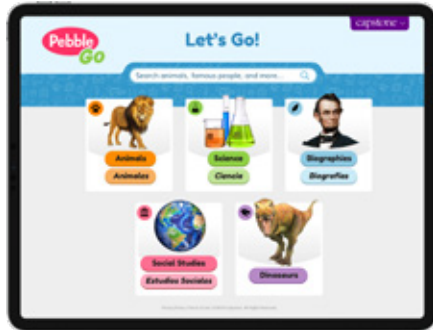 capstone
Pebble
Go
Let's Go!
Search animals, famous people, and more...
Animals
Animales
Science
Ciencia
Biographies
Biografías
Social Studies
Estudios Sociales
Dinosaurs